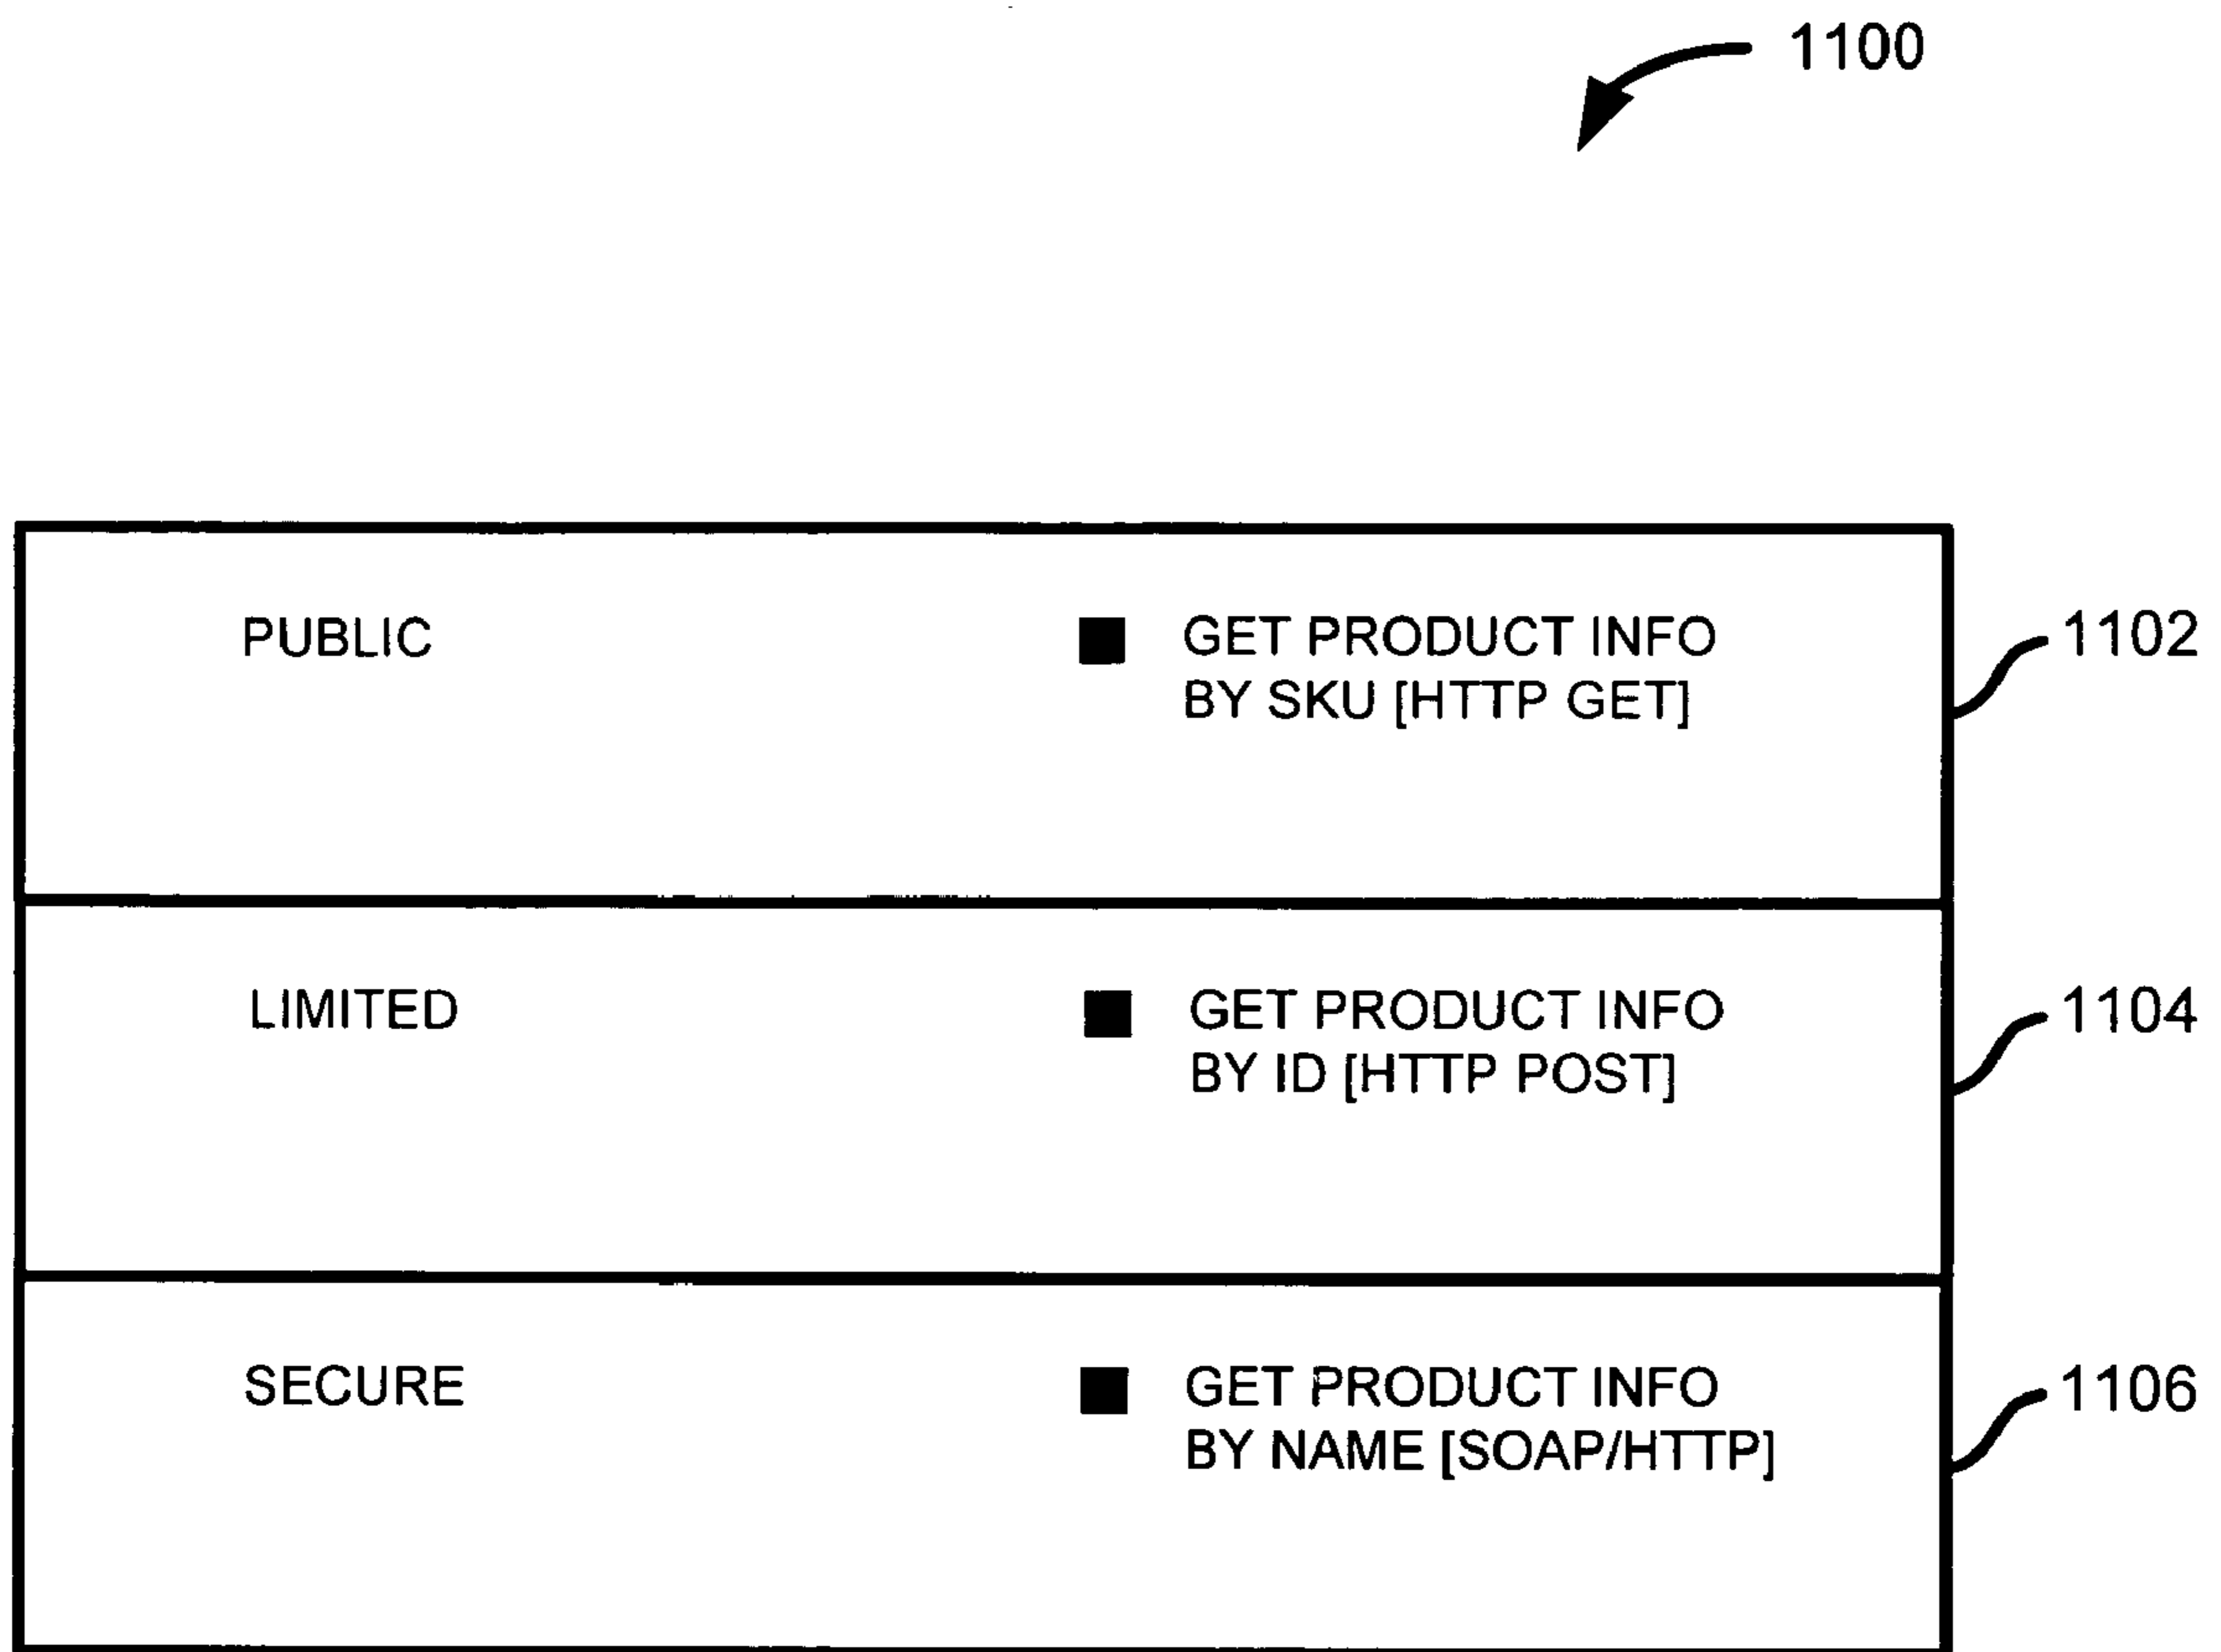 1100
PUBLIC
GET PRODUCT INFO
BY SKU [HTTP GET]
1102
LIMITED
GET PRODUCT INFO
BY ID [HTTP POST]
1104
SECURE
GET PRODUCT INFO
BY NAME [SOAP/HTTP]
1106